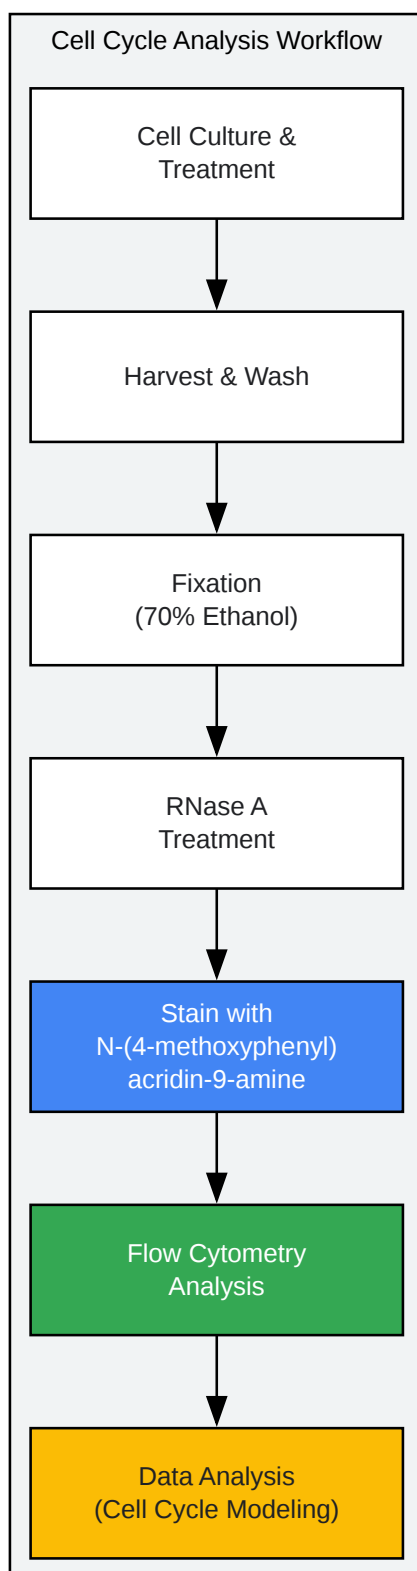 Cell Cycle Analysis Workflow
Cell Culture &
Treatment
Harvest & Wash
Fixation
(70% Ethanol)
RNase A
Treatment
Stain with
N-(4-methoxyphenyl)
acridin-9-amine
Flow Cytometry
Analysis
Data Analysis
(Cell Cycle Modeling)